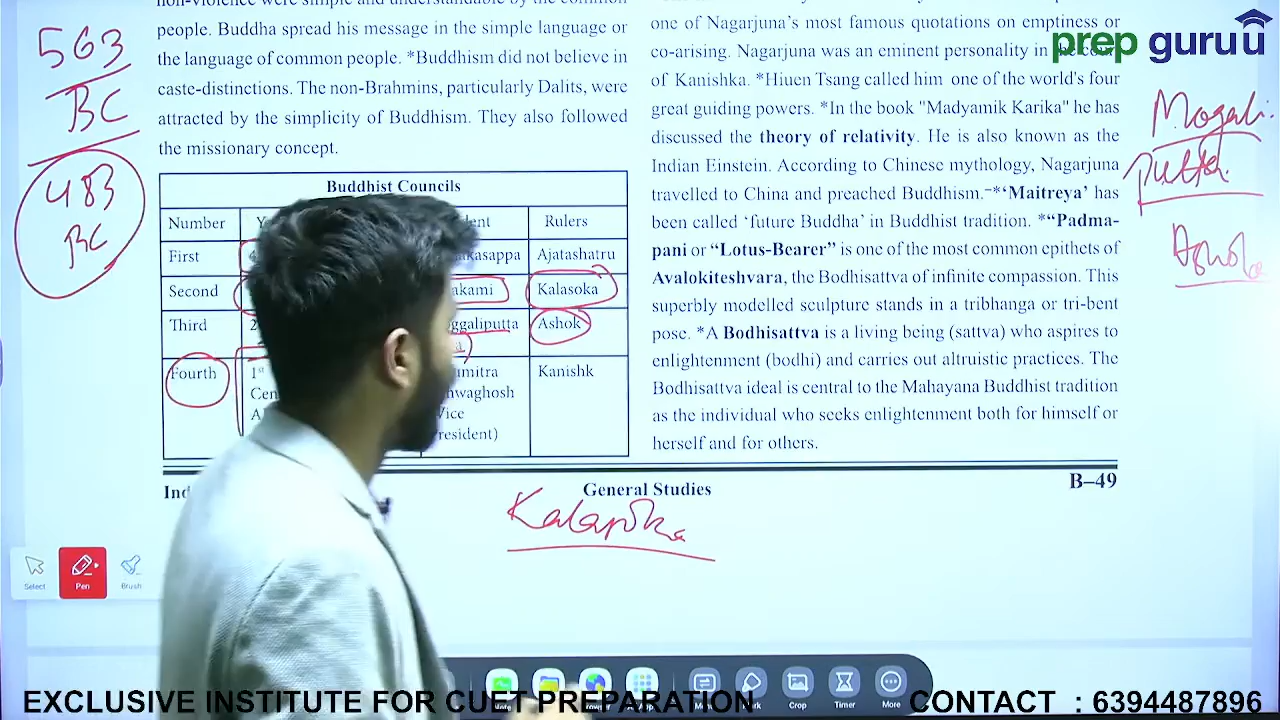 people. Buddha spread his message in the simple language or
the language of common people. *Buddhism did not believe in
caste-distinctions. The non-Brahmins, particularly Dalits, were
attracted by the simplicity of Buddhism. They also followed
the missionary concept.
Buddhist Councils
Number Rulers
First Ajatashatru
Second Kalasoka
Third Ashok
Fourth 1st Kanishk
Vice
General Studies
one of Nagarjuna's most famous quotations on emptiness or
co-arising. Nagarjuna was an eminent personality in
of Kanishka. *Hiuen Tsang called him one of the world's four
great guiding powers. *In the book "Madyamik Karika" he has
discussed the theory of relativity. He is also known as the
Indian Einstein. According to Chinese mythology, Nagarjuna
travelled to China and preached Buddhism. *'Maitreya' has
been called 'future Buddha' in Buddhist tradition. *"Padma-
pani or "Lotus-Bearer" is one of the most common epithets of
Avalokiteshvara, the Bodhisattva of infinite compassion. This
superbly modelled sculpture stands in a tribhanga or tri-bent
pose. *A Bodhisattva is a living being (sattva) who aspires to
enlightenment (bodhi) and carries out altruistic practices. The
Bodhisattva ideal is central to the Mahayana Buddhist tradition
as the individual who seeks enlightenment both for himself or
herself and for others.
B–49
563
BC
483
BC
prep guruu
Select Pen Brush
Crop Timer More
EXCLUSIVE INSTITUTE FOR CUET PREPARATION CONTACT : 6394487896